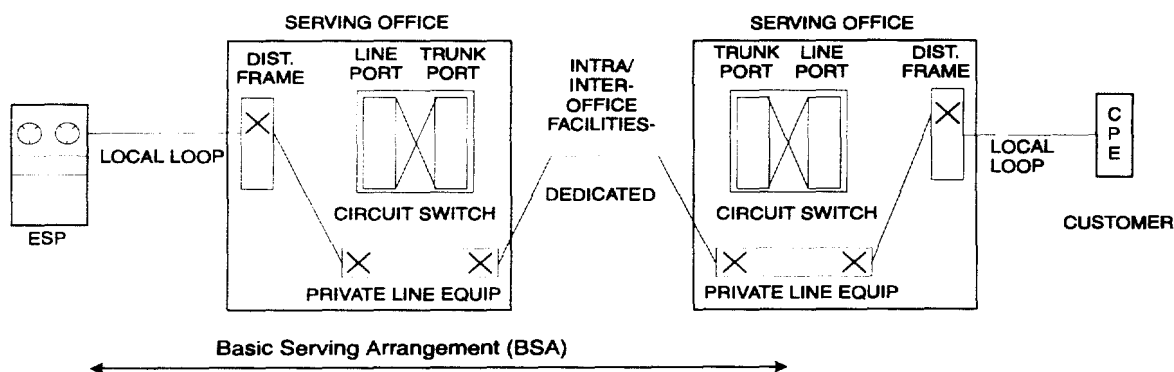 SERVING OFFICE
DIST.
FRAME
LINE
PORT
TRUNK
PORT
CIRCUIT SWITCH
PRIVATE LINE EQUIP
LOCAL LOOP
ESP
INTRA/
INTER-
OFFICE
FACILITIES-
DEDICATED
SERVING OFFICE
TRUNK
PORT
LINE
PORT
DIST.
FRAME
CIRCUIT SWITCH
PRIVATE LINE EQUIP
LOCAL
LOOP
C
P
E
CUSTOMER
Basic Serving Arrangement (BSA)